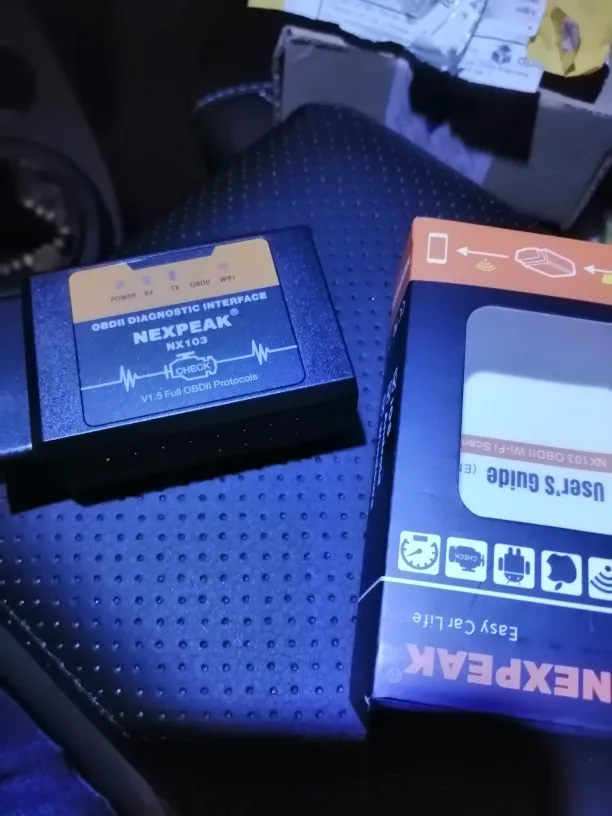 POWER RX TX OBDII WIFI
OBDII DIAGNOSTIC INTERFACE
NEXPEAK®
NX103
CHECK
V1.5 Full OBDII Protocols
NX103 OBDII Wi-Fi Scan
User'S Guide (E
CHECK
Easy Car Life
NEXPEAK®